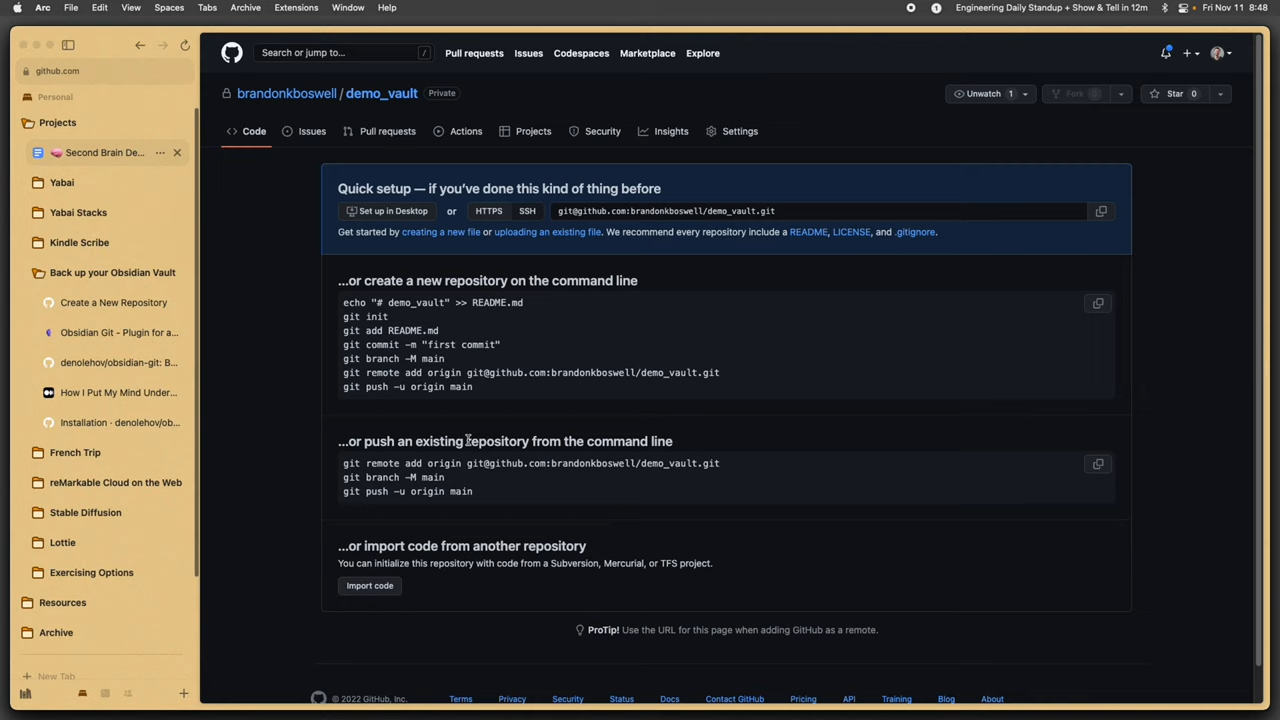 Arc File Edit View Spaces Tabs Archive Extensions Window Help
1 Engineering Daily Standup + Show & Tell in 12m Fri Nov 11 8:48
github.com
Personal
Projects
Second Brain De... ...
Yabai
Yabai Stacks
Kindle Scribe
Back up your Obsidian Vault
Create a New Repository
Obsidian Git - Plugin for a...
denolehov/obsidian-git: B...
How I Put My Mind Under...
Installation · denolehov/ob...
French Trip
reMarkable Cloud on the Web
Stable Diffusion
Lottie
Exercising Options
Resources
Archive
+ New Tab
Search or jump to... /
Pull requests Issues Codespaces Marketplace Explore
brandonkboswell / demo_vault Private
Unwatch 1 Fork 0 Star 0
Code Issues Pull requests Actions Projects Security Insights Settings
Quick setup — if you've done this kind of thing before
Set up in Desktop or HTTPS SSH git@github.com:brandonkboswell/demo_vault.git
Get started by creating a new file or uploading an existing file. We recommend every repository include a README, LICENSE, and .gitignore.
...or create a new repository on the command line
echo "# demo_vault" >> README.md
git init
git add README.md
git commit -m "first commit"
git branch -M main
git remote add origin git@github.com:brandonkboswell/demo_vault.git
git push -u origin main
...or push an existing repository from the command line
git remote add origin git@github.com:brandonkboswell/demo_vault.git
git branch -M main
git push -u origin main
...or import code from another repository
You can initialize this repository with code from a Subversion, Mercurial, or TFS project.
Import code
ProTip! Use the URL for this page when adding GitHub as a remote.
© 2022 GitHub, Inc. Terms Privacy Security Status Docs Contact GitHub Pricing API Training Blog About